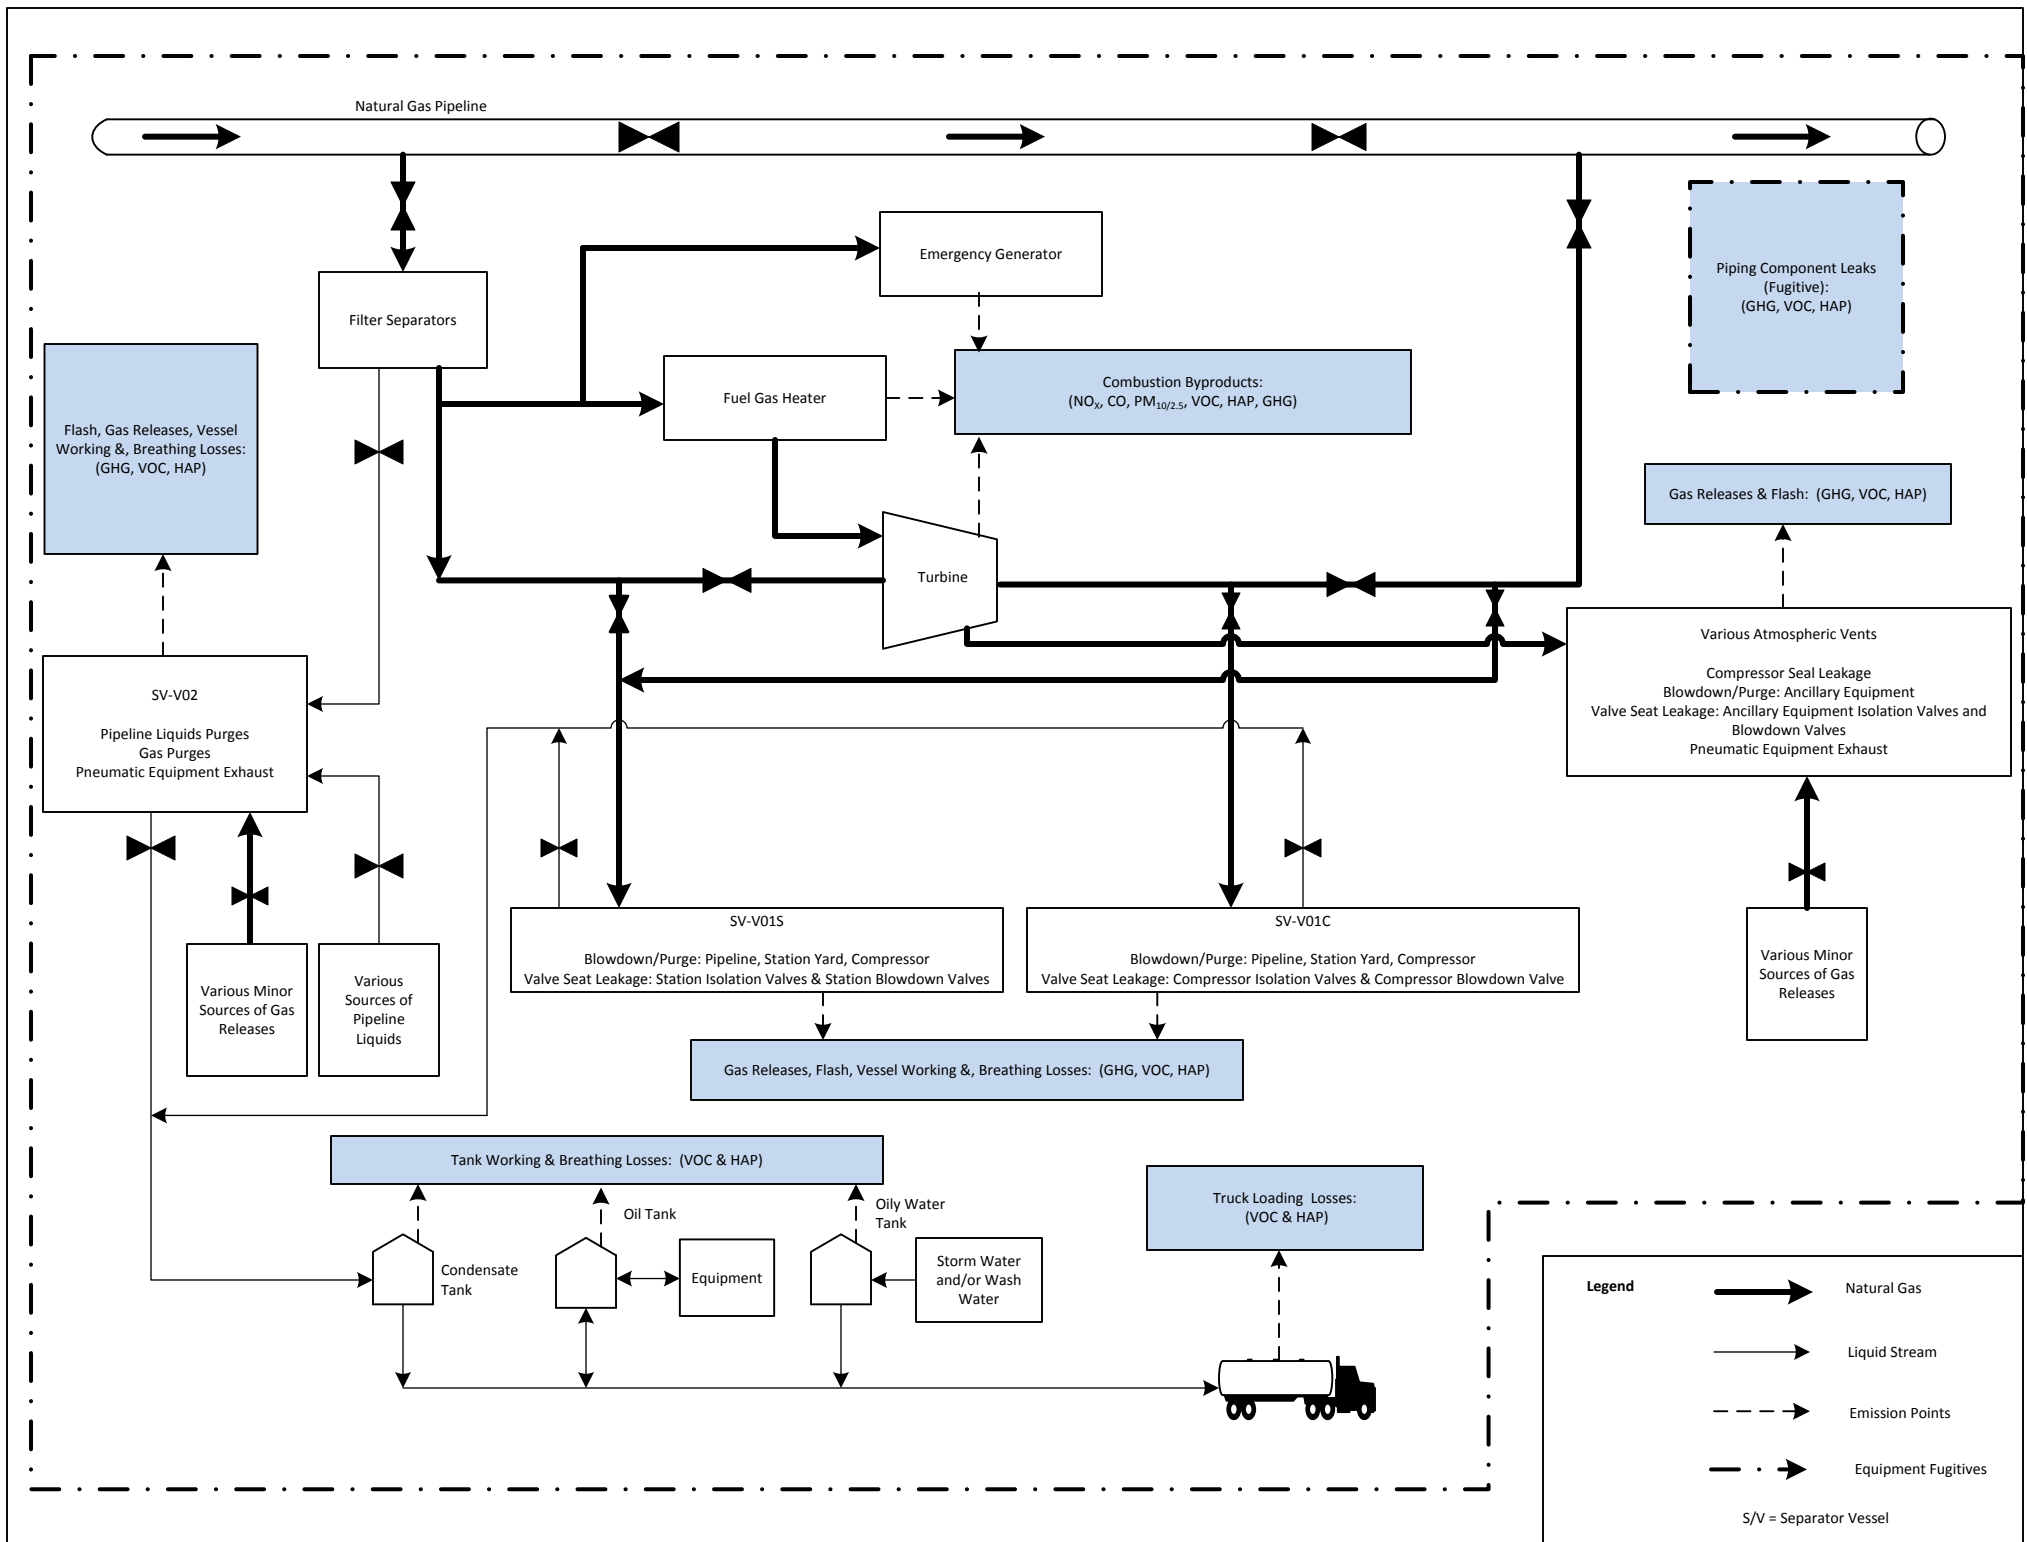 Natural Gas Pipeline
Filter Separators
Emergency Generator
Piping Component Leaks
(Fugitive):
(GHG, VOC, HAP)
Fuel Gas Heater
Combustion Byproducts:
(NOX, CO, PM10/2.5, VOC, HAP, GHG)
Flash, Gas Releases, Vessel
Working &, Breathing Losses:
(GHG, VOC, HAP)
Gas Releases & Flash:  (GHG, VOC, HAP)
Turbine
Various Atmospheric Vents
Compressor Seal Leakage
Blowdown/Purge: Ancillary Equipment
Valve Seat Leakage: Ancillary Equipment Isolation Valves and
Blowdown Valves
Pneumatic Equipment Exhaust
SV-V02
Pipeline Liquids Purges
Gas Purges
Pneumatic Equipment Exhaust
Various Minor
Sources of Gas
Releases
Various
Sources of
Pipeline
Liquids
SV-V01S
Blowdown/Purge: Pipeline, Station Yard, Compressor
Valve Seat Leakage: Station Isolation Valves & Station Blowdown Valves
SV-V01C
Blowdown/Purge: Pipeline, Station Yard, Compressor
Valve Seat Leakage: Compressor Isolation Valves & Compressor Blowdown Valve
Various Minor
Sources of Gas
Releases
Gas Releases, Flash, Vessel Working &, Breathing Losses:  (GHG, VOC, HAP)
Tank Working & Breathing Losses:  (VOC & HAP)
Truck Loading  Losses:
(VOC & HAP)
Oil Tank
Oily Water
Tank
Condensate
Tank
Equipment
Storm Water
and/or Wash
Water
Legend
Natural Gas
Liquid Stream
Emission Points
Equipment Fugitives
S/V = Separator Vessel